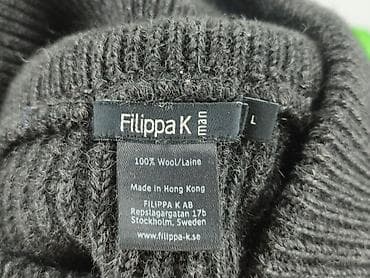 Filippa K man L
100% Wool/Laine
Made in Hong Kong
FILIPPA K AB
Repslagargatan 17b
Stockholm, Sweden
www.filippa-k.se